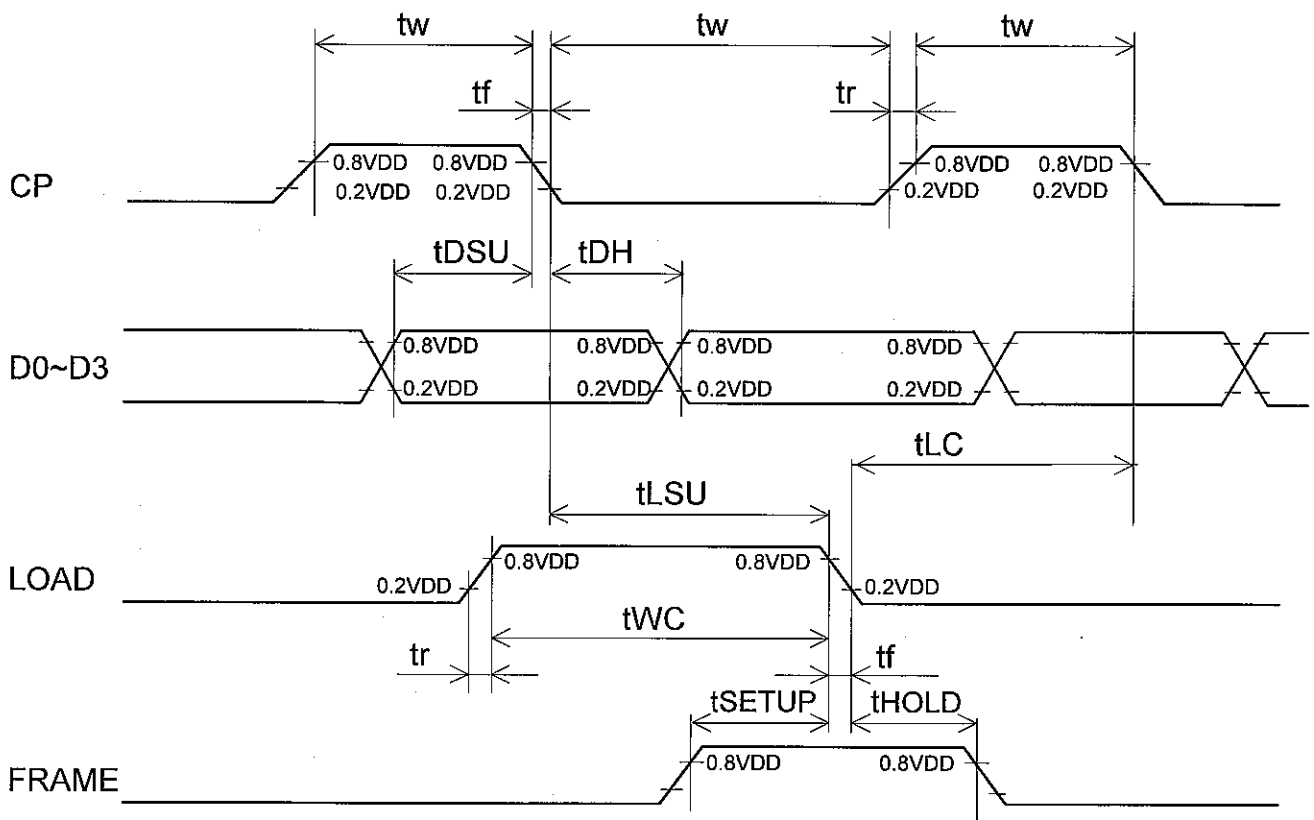 tw tw tw
tf tr
CP 0.8VDD 0.8VDD 0.8VDD 0.8VDD
0.2VDD 0.2VDD 0.2VDD 0.2VDD
tDSU tDH
D0~D3 0.8VDD 0.8VDD 0.8VDD 0.8VDD
0.2VDD 0.2VDD 0.2VDD 0.2VDD
tLC
tLSU
LOAD 0.8VDD 0.8VDD
0.2VDD 0.2VDD
tWC
tr tf
tSETUP tHOLD
FRAME 0.8VDD 0.8VDD